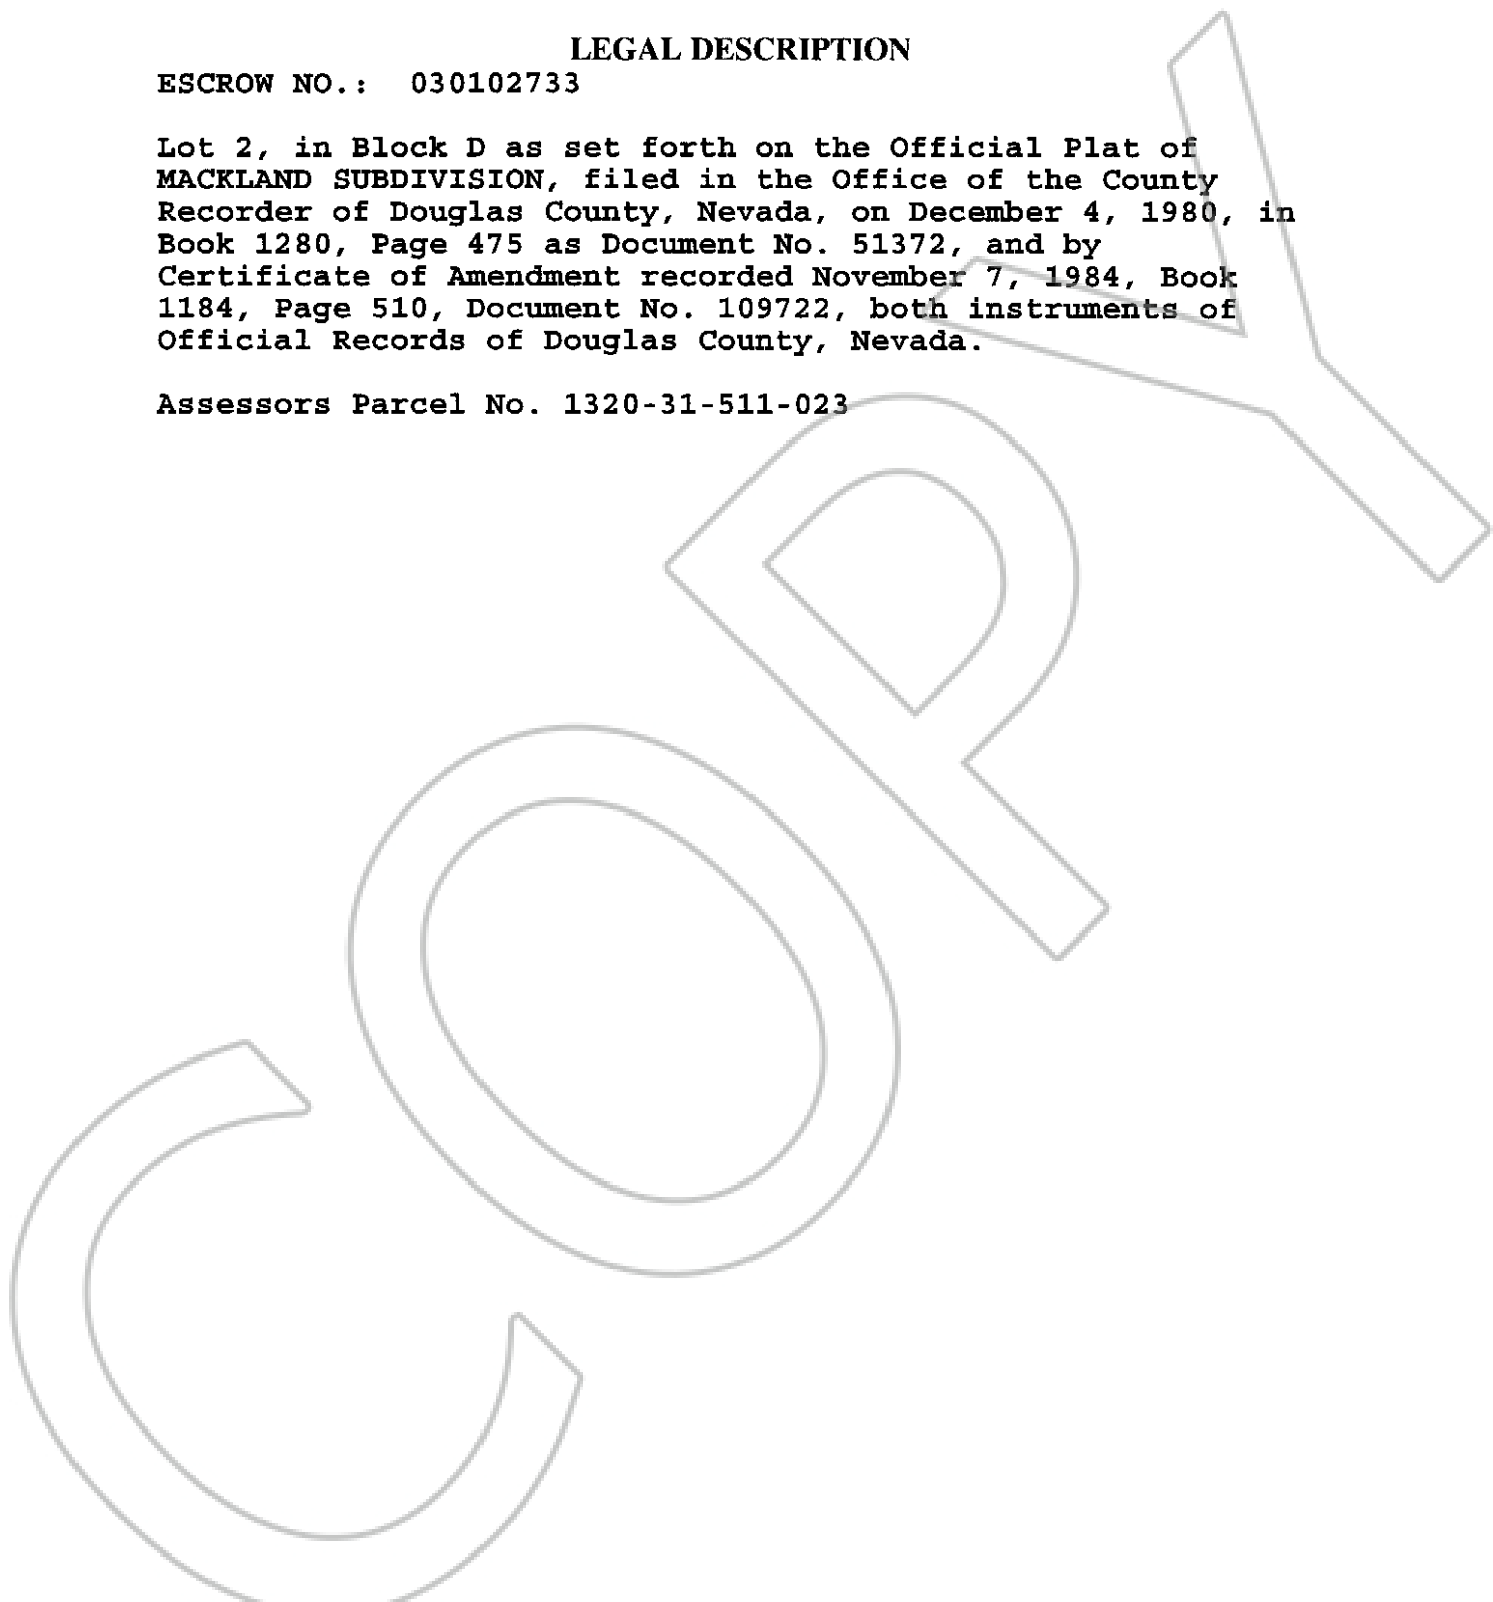 LEGAL DESCRIPTION
ESCROW NO.: 030102733
Lot 2, in Block D as set forth on the Official Plat of
MACKLAND SUBDIVISION, filed in the Office of the County
Recorder of Douglas County, Nevada, on December 4, 1980, in
Book 1280, Page 475 as Document No. 51372, and by
Certificate of Amendment recorded November 7, 1984, Book
1184, Page 510, Document No. 109722, both instruments of
Official Records of Douglas County, Nevada.
Assessors Parcel No. 1320-31-511-023
COPY